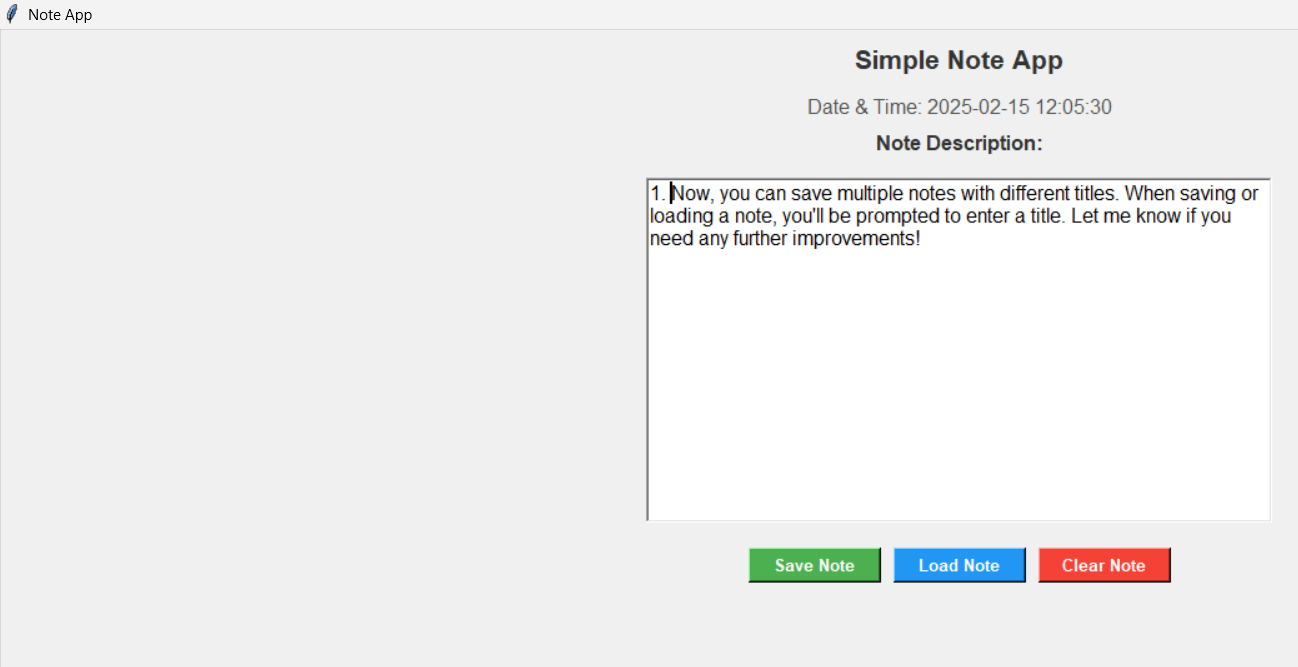 Note App
Simple Note App
Date & Time: 2025-02-15 12:05:30
Note Description:
1. Now, you can save multiple notes with different titles. When saving or
loading a note, you'll be prompted to enter a title. Let me know if you
need any further improvements!
Save Note
Load Note
Clear Note